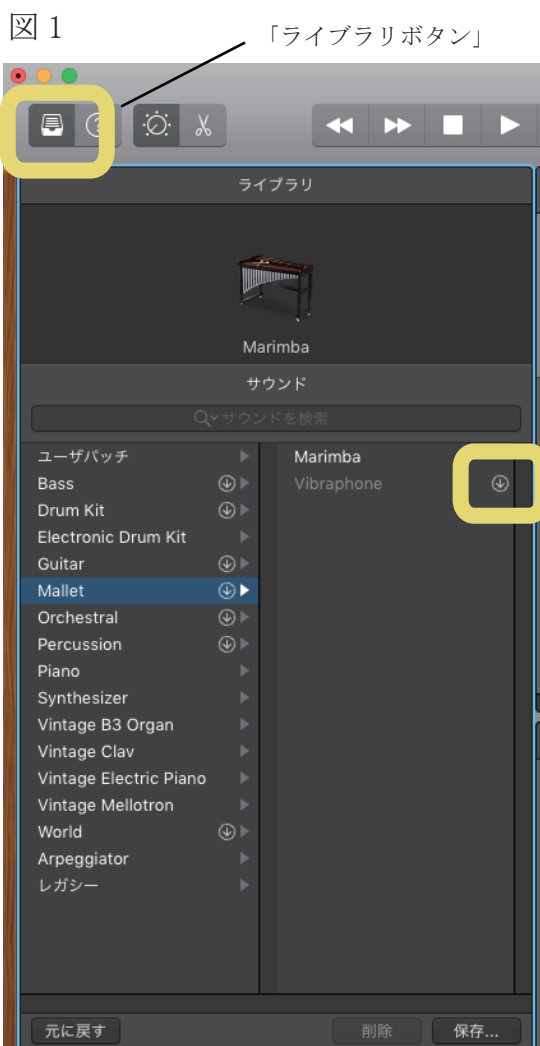 図 1
「ライブラリボタン」
ライブラリ
Marimba
サウンド
サウンドを検索
ユーザパッチ
Bass
Drum Kit
Electronic Drum Kit
Guitar
Mallet
Orchestral
Percussion
Piano
Synthesizer
Vintage B3 Organ
Vintage Clav
Vintage Electric Piano
Vintage Mellotron
World
Arpeggiator
レガシー
Marimba
Vibraphone
元に戻す
削除
保存...